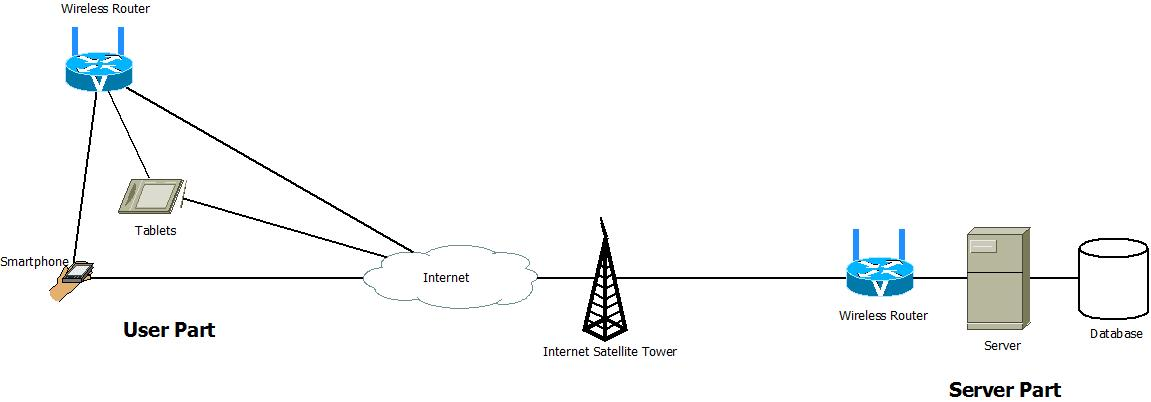 Wireless Router
Tablets
Smartphone
Internet
User Part
Internet Satellite Tower
Wireless Router
Server
Database
Server Part